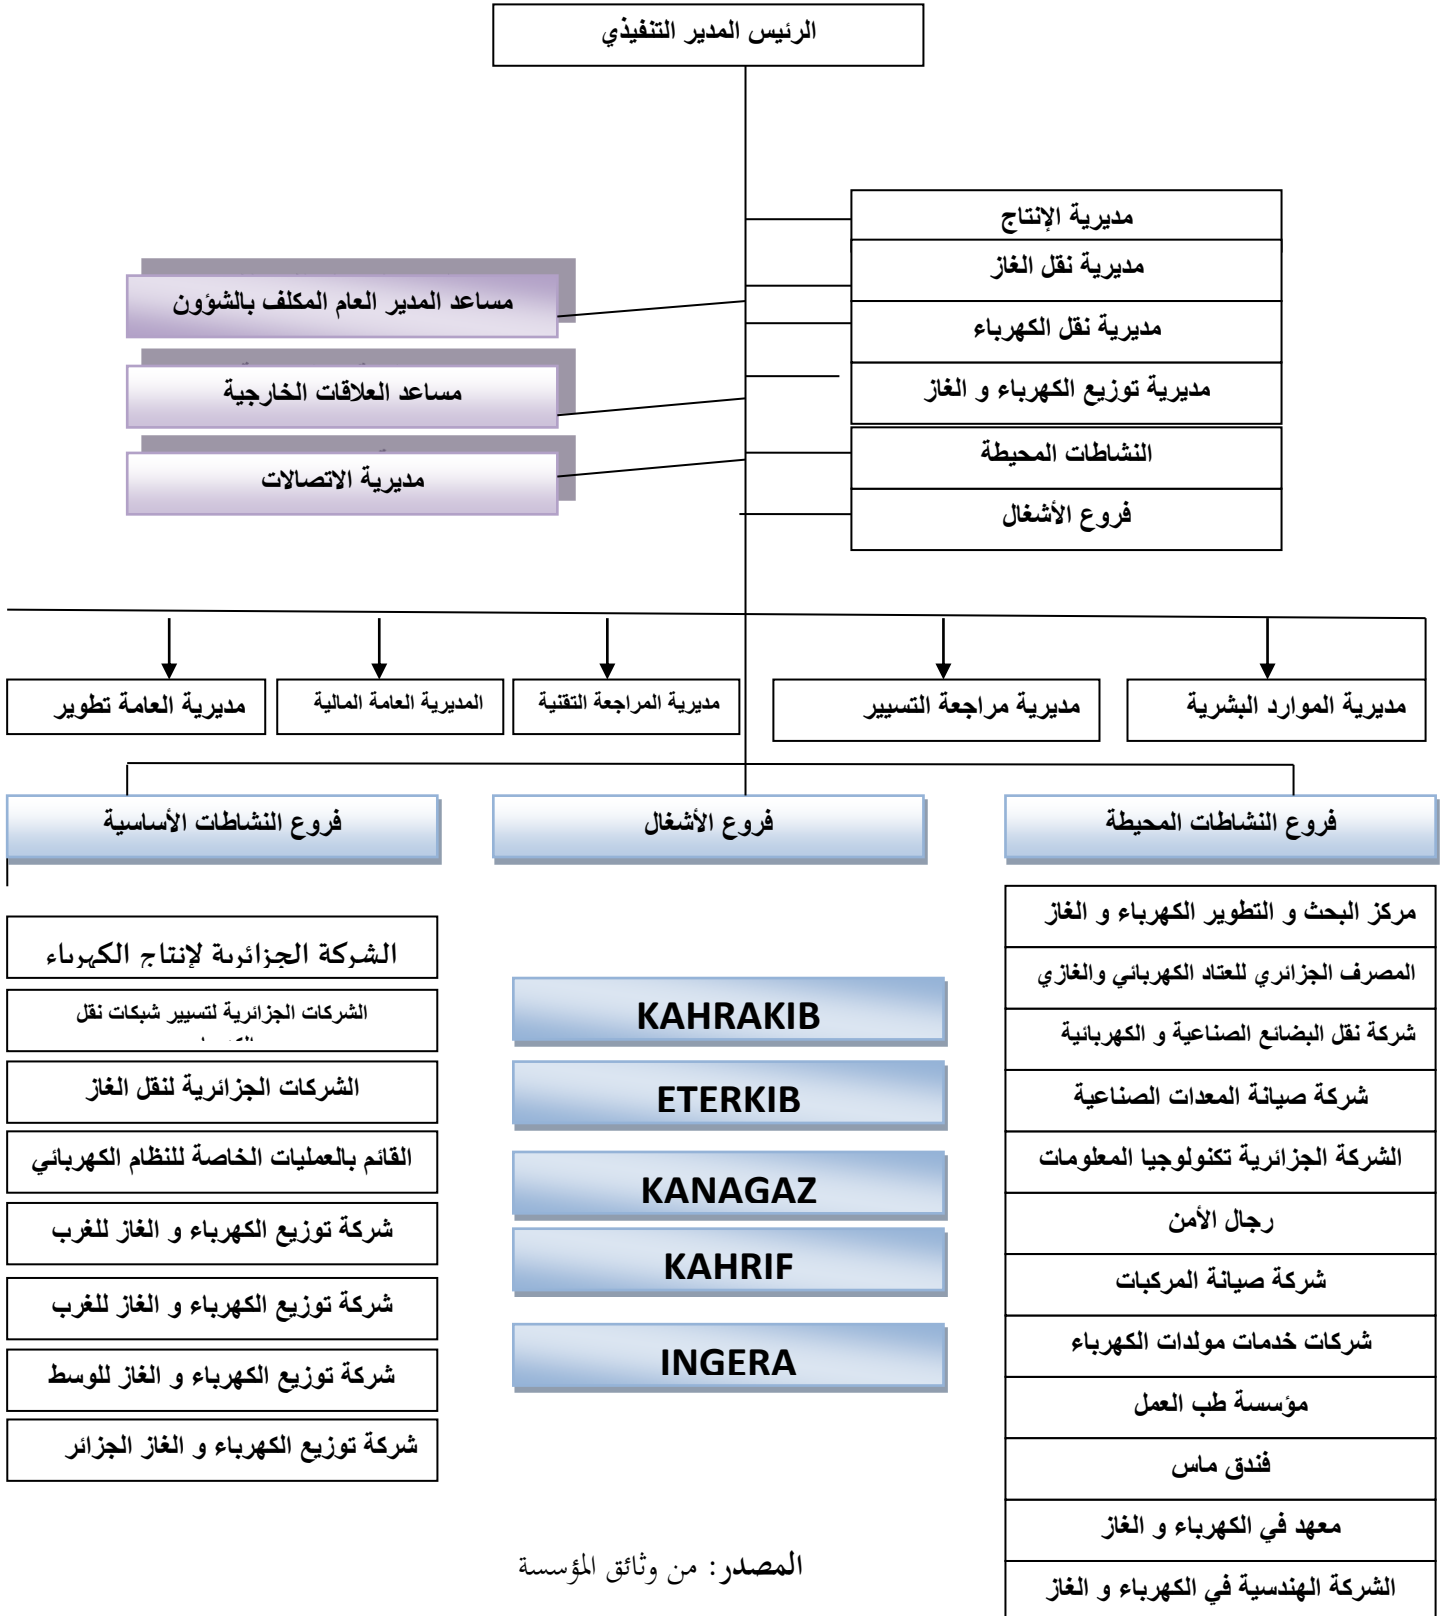 الرئيس المدير التنفيذي
مديرية الإنتاج
مديرية نقل الغاز
مديرية نقل الكهرباء
مديرية توزيع الكهرباء و الغاز
النشاطات المحيطة
فروع الأشغال
مساعد المدير العام المكلف بالشؤون
مساعد العلاقات الخارجية
مديرية الاتصالات
مديرية الموارد البشرية
مديرية مراجعة التسيير
مديرية المراجعة التقنية
المديرية العامة المالية
مديرية العامة تطوير
فروع النشاطات المحيطة
فروع الأشغال
فروع النشاطات الأساسية
مركز البحث و التطوير الكهرباء و الغاز
المصرف الجزائري للعتاد الكهربائي والغازي
شركة نقل البضائع الصناعية و الكهربائية
شركة صيانة المعدات الصناعية
الشركة الجزائرية تكنولوجيا المعلومات
رجال الأمن
شركة صيانة المركبات
شركات خدمات مولدات الكهرباء
مؤسسة طب العمل
فندق ماس
معهد في الكهرباء و الغاز
الشركة الهندسية في الكهرباء و الغاز
KAHRAKIB
ETERKIB
KANAGAZ
KAHRIF
INGERA
الشركة الجزائرية لإنتاج الكهرباء
الشركات الجزائرية لتسيير شبكات نقل
الشركات الجزائرية لنقل الغاز
القائم بالعمليات الخاصة للنظام الكهربائي
شركة توزيع الكهرباء و الغاز للغرب
شركة توزيع الكهرباء و الغاز للغرب
شركة توزيع الكهرباء و الغاز للوسط
شركة توزيع الكهرباء و الغاز الجزائر
المصدر: من وثائق المؤسسة